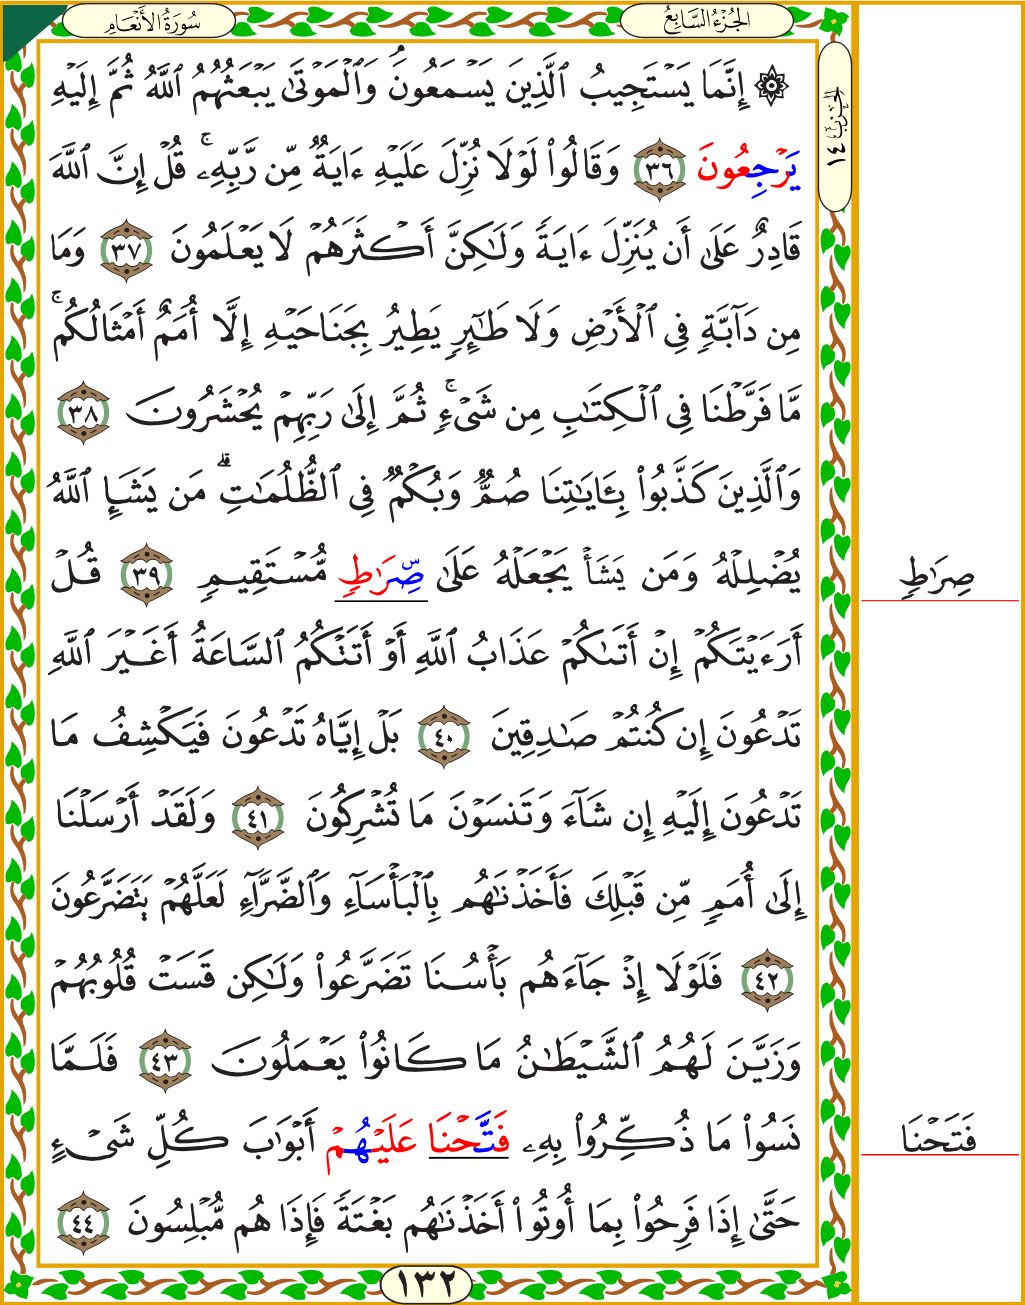 الجُزْءُ السَّابِعُ
سُورَةُ الأَنْعَامِ
الحزب ١٤
۞ إِنَّمَا يَسْتَجِيبُ ٱلَّذِينَ يَسْمَعُونَۘ وَٱلْمَوْتَىٰ يَبْعَثُهُمُ ٱللَّهُ ثُمَّ إِلَيْهِ
يَرْجِعُونَ ٣٦ وَقَالُوا۟ لَوْلَا نُزِّلَ عَلَيْهِ ءَايَةٌ مِّن رَّبِّهِۦۚ قُلْ إِنَّ ٱللَّهَ
قَادِرٌ عَلَىٰٓ أَن يُنَزِّلَ ءَايَةً وَلَـٰكِنَّ أَكْثَرَهُمْ لَا يَعْلَمُونَ ٣٧ وَمَا
مِن دَآبَّةٍ فِى ٱلْأَرْضِ وَلَا طَـٰٓئِرٍ يَطِيرُ بِجَنَاحَيْهِ إِلَّآ أُمَمٌ أَمْثَالُكُمۚ
مَّا فَرَّطْنَا فِى ٱلْكِتَـٰبِ مِن شَىْءٍۚ ثُمَّ إِلَىٰ رَبِّهِمْ يُحْشَرُونَ ٣٨
وَٱلَّذِينَ كَذَّبُوا۟ بِـَٔايَـٰتِنَا صُمٌّ وَبُكْمٌ فِى ٱلظُّلُمَـٰتِۗ مَن يَشَإِ ٱللَّهُ
يُضْلِلْهُ وَمَن يَشَأْ يَجْعَلْهُ عَلَىٰ صِّرَٰطٍ مُّسْتَقِيمٍ ٣٩ قُلْ
صِرَٰطٍ
أَرَءَيْتَكُمْ إِنْ أَتَىٰكُمْ عَذَابُ ٱللَّهِ أَوْ أَتَتْكُمُ ٱلسَّاعَةُ أَغَيْرَ ٱللَّهِ
تَدْعُونَ إِن كُنتُمْ صَـٰدِقِينَ ٤٠ بَلْ إِيَّاهُ تَدْعُونَ فَيَكْشِفُ مَا
تَدْعُونَ إِلَيْهِ إِن شَآءَ وَتَنسَوْنَ مَا تُشْرِكُونَ ٤١ وَلَقَدْ أَرْسَلْنَآ
إِلَىٰٓ أُمَمٍ مِّن قَبْلِكَ فَأَخَذْنَـٰهُم بِٱلْبَأْسَآءِ وَٱلضَّرَّآءِ لَعَلَّهُمْ يَتَضَرَّعُونَ
٤٢ فَلَوْلَآ إِذْ جَآءَهُم بَأْسُنَا تَضَرَّعُوا۟ وَلَـٰكِن قَسَتْ قُلُوبُهُمْ
وَزَيَّنَ لَهُمُ ٱلشَّيْطَـٰنُ مَا كَانُوا۟ يَعْمَلُونَ ٤٣ فَلَمَّا
نَسُوا۟ مَا ذُكِّرُوا۟ بِهِۦ فَتَّحْنَا عَلَيْهُمْ أَبْوَٰبَ كُلِّ شَىْءٍ
فَتَحْنَا
حَتَّىٰٓ إِذَا فَرِحُوا۟ بِمَآ أُوتُوٓا۟ أَخَذْنَـٰهُم بَغْتَةً فَإِذَا هُم مُّبْلِسُونَ ٤٤
١٣٢